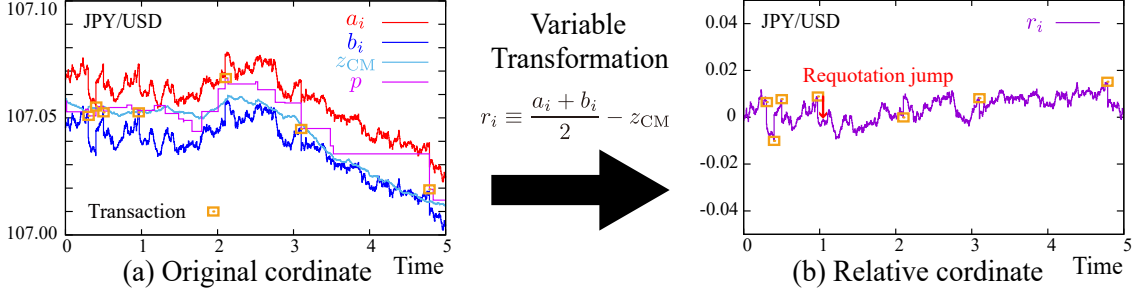 JPY/USD
a_i
b_i
z_CM
p
107.10
107.05
107.00
Transaction
0 1 2 3 4 5
Time
(a) Original cordinate
Variable
Transformation
r_i ≡ (a_i + b_i)/2 − z_CM
JPY/USD
r_i
Requotation jump
0.04
0.02
0
-0.02
-0.04
0 1 2 3 4 5
Time
(b) Relative cordinate